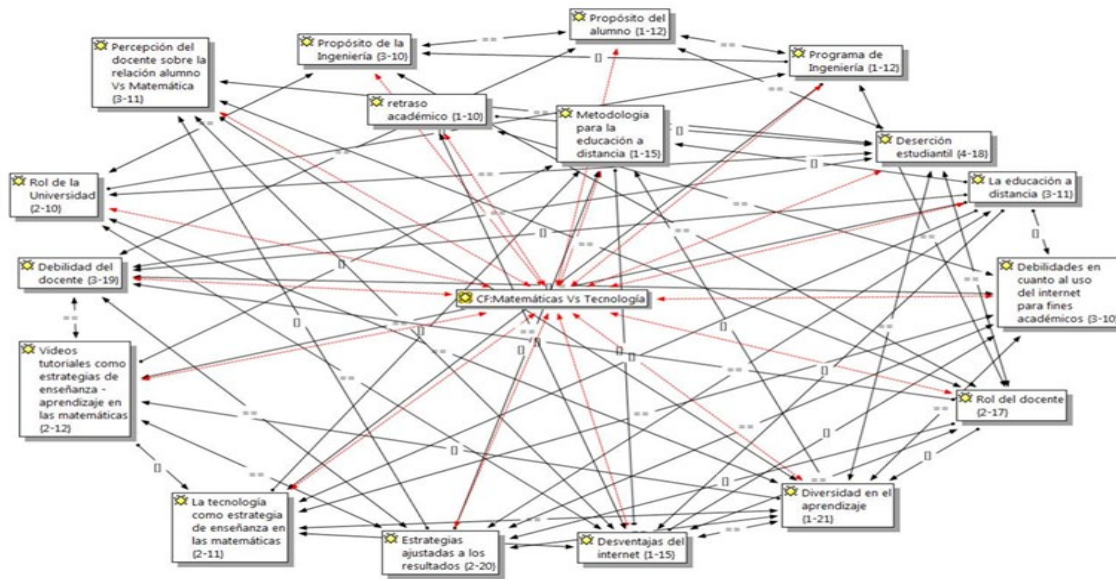 Propósito del
alumno {1-12}
Propósito de la
Ingeniería {3-10}
Programa de
Ingeniería {1-12}
Percepción del
docente sobre la
relación alumno
Vs Matemática
{3-11}
retraso
académico {1-10}
Metodologia
para la
educación a
distancia {1-15}
Deserción
estudiantil {4-18}
Rol de la
Universidad
{2-10}
La educación a
distancia {3-11}
Debilidad del
docente {3-19}
CF:Matemáticas Vs Tecnología
Debilidades en
cuanto al uso
del internet
para fines
académicos {3-10}
Videos
tutoriales como
estrategias de
enseñanza -
aprendizaje en
las matemáticas
{2-12}
Rol del docente
{2-17}
La tecnología
como estrategia
de enseñanza en
las matemáticas
{2-11}
Estrategias
ajustadas a los
resultados {2-20}
Desventajas del
internet {1-15}
Diversidad en el
aprendizaje
{1-21}